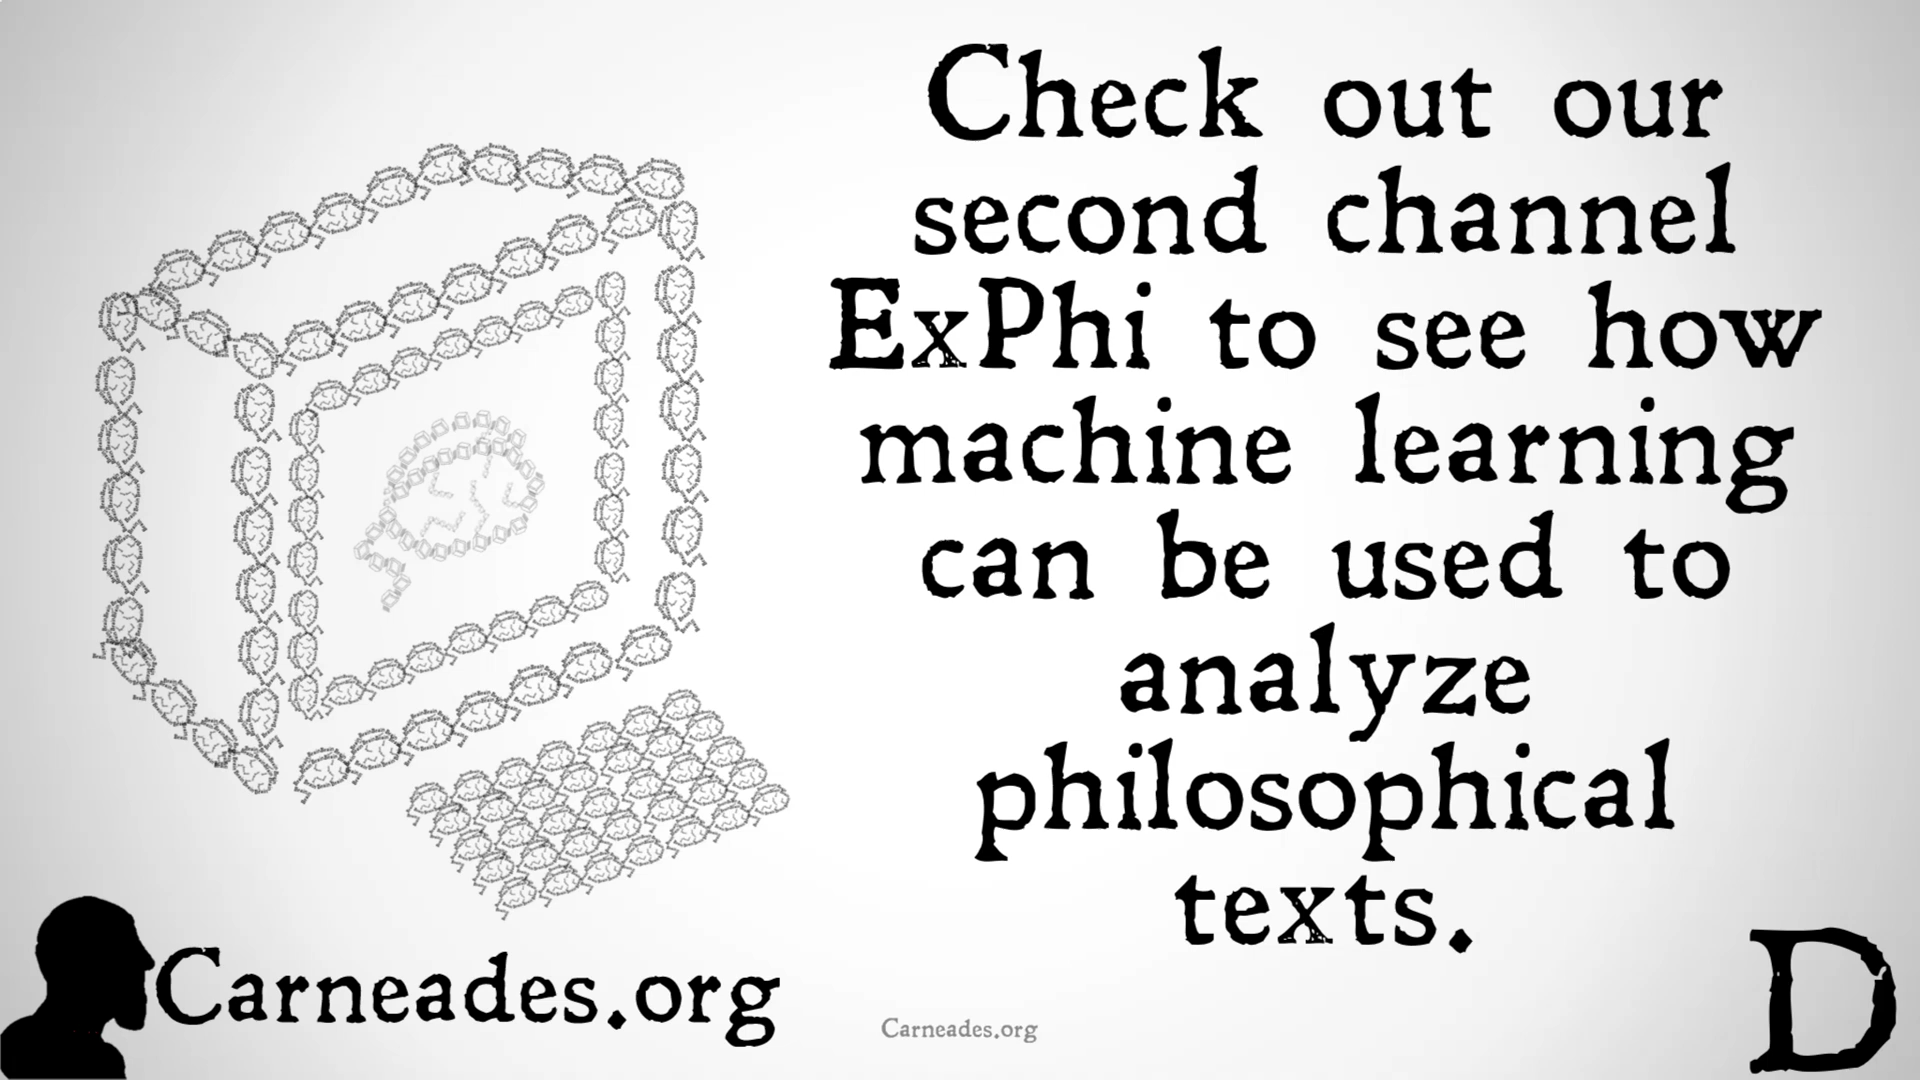 Check out our
second channel
ExPhi to see how
machine learning
can be used to
analyze
philosophical
texts.
Carneades.org
Carneades.org
D